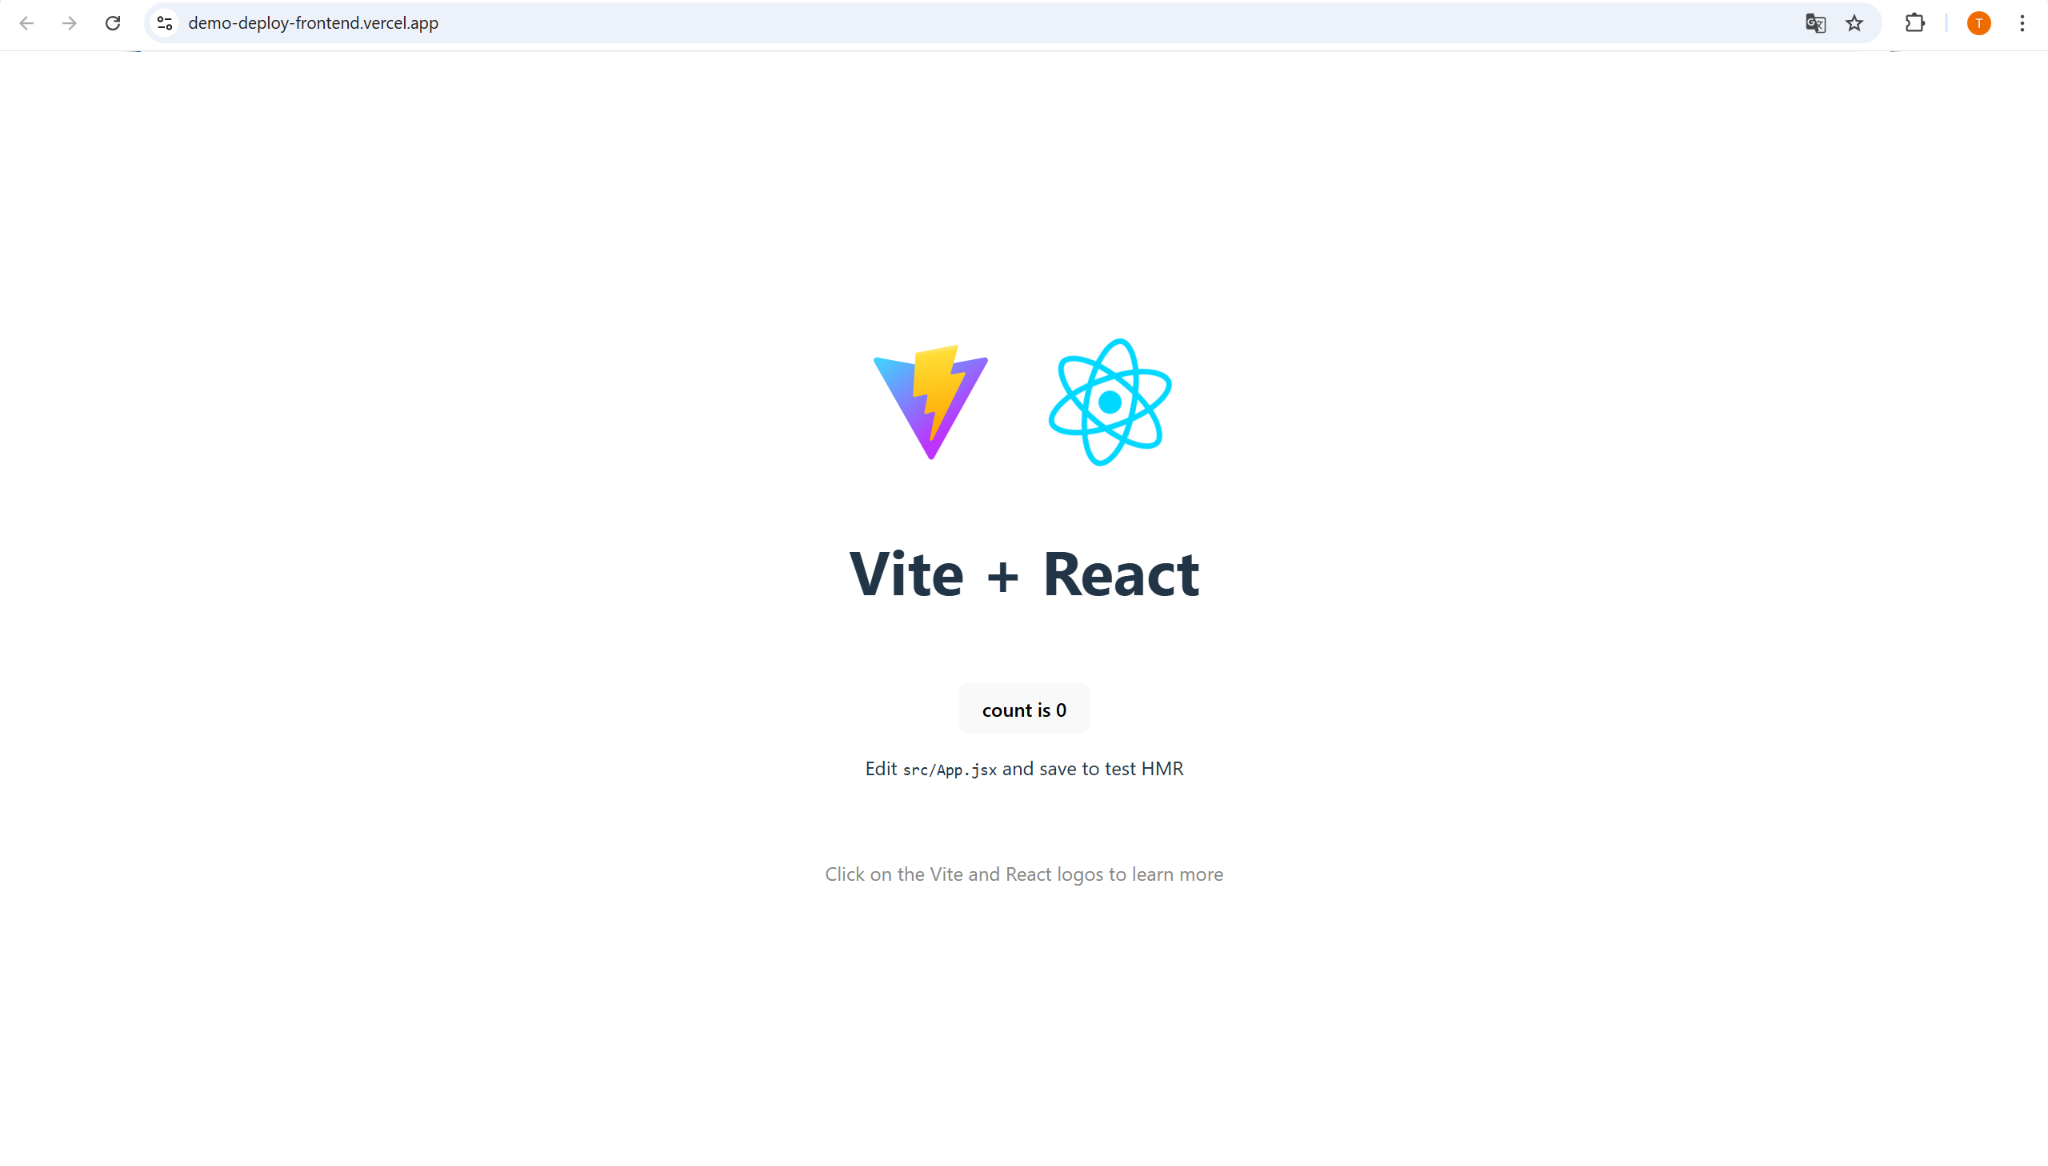 demo-deploy-frontend.vercel.app
T
Vite + React
count is 0
Edit src/App.jsx and save to test HMR
Click on the Vite and React logos to learn more